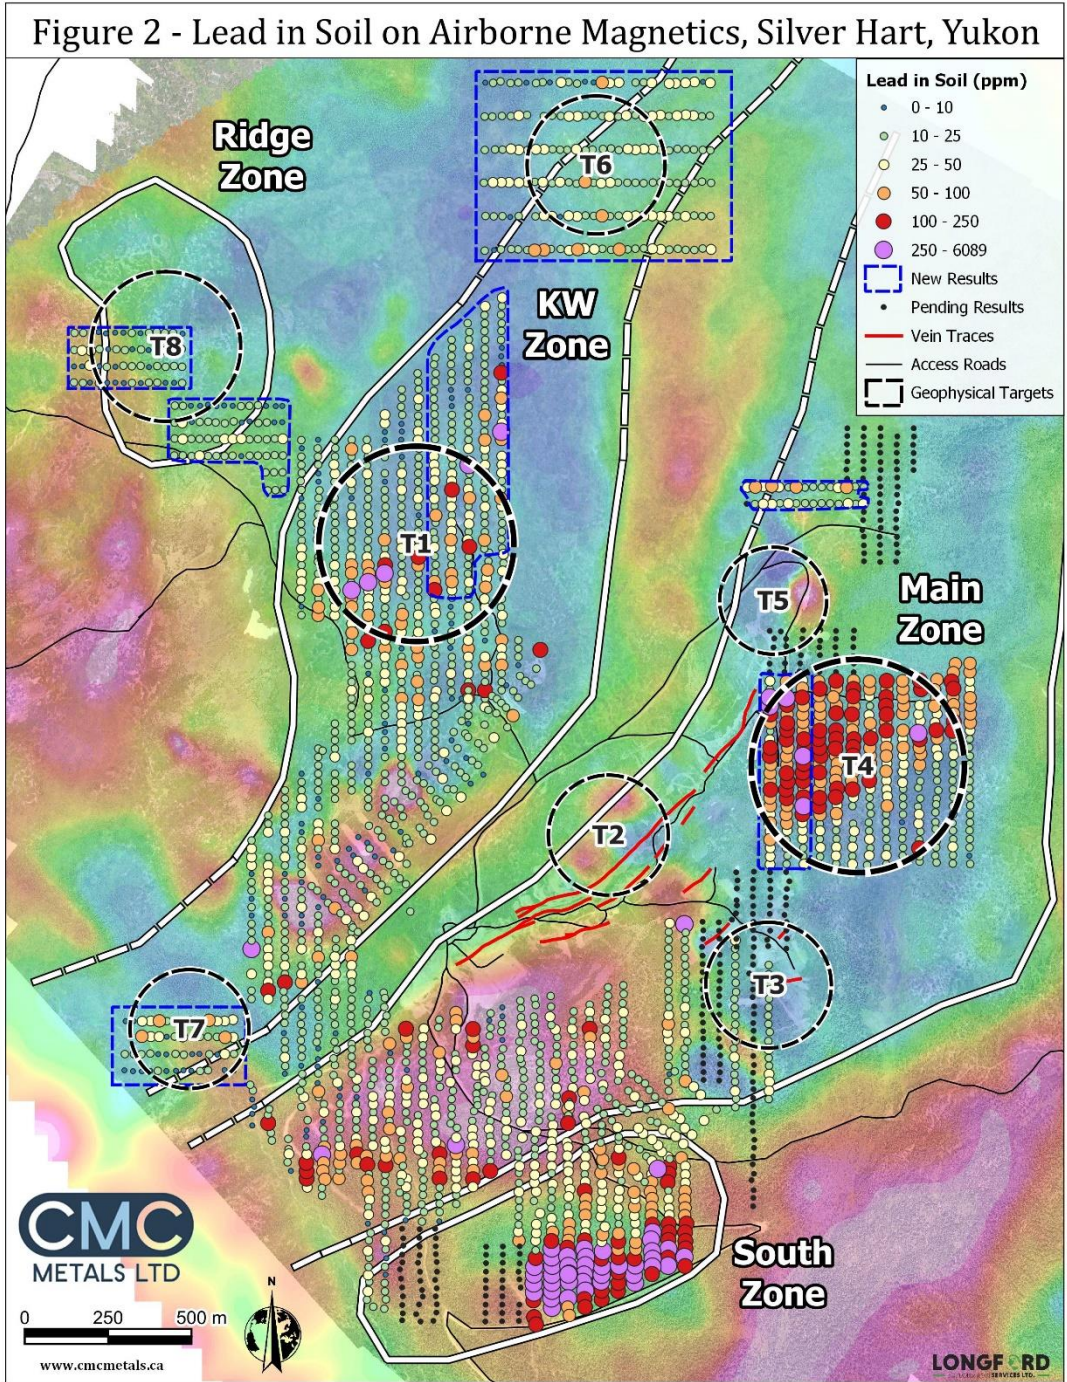 Figure 2 - Lead in Soil on Airborne Magnetics, Silver Hart, Yukon
Lead in Soil (ppm)
0 - 10
10 - 25
25 - 50
50 - 100
100 - 250
250 - 6089
New Results
Pending Results
Vein Traces
Access Roads
Geophysical Targets
Ridge
Zone
T6
KW
Zone
T8
T1
T5
Main
Zone
T4
T2
T3
T7
South
Zone
CMC
METALS LTD
0 250 500 m
N
www.cmcmetals.ca
LONGFORD
SERVICES LTD.